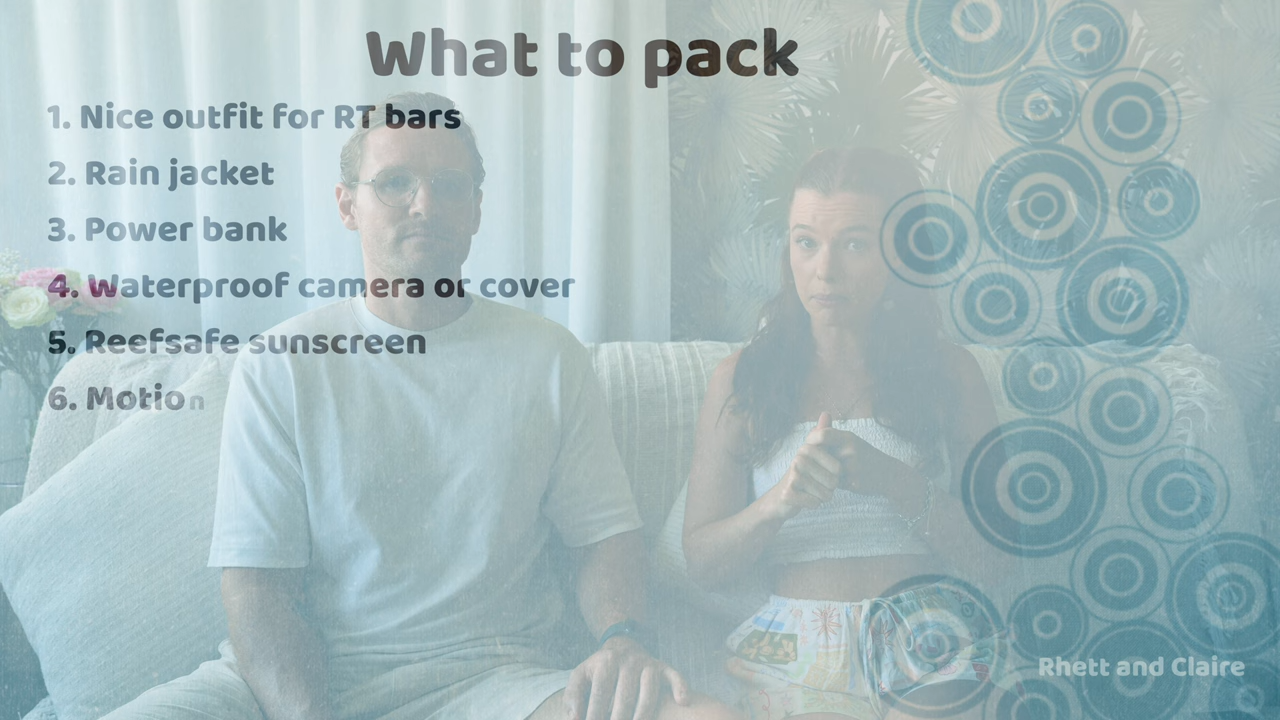 What to pack
1. Nice outfit for RT bars
2. Rain jacket
3. Power bank
4. Waterproof camera or cover
5. Reefsafe sunscreen
6. Motion
Rhett and Claire